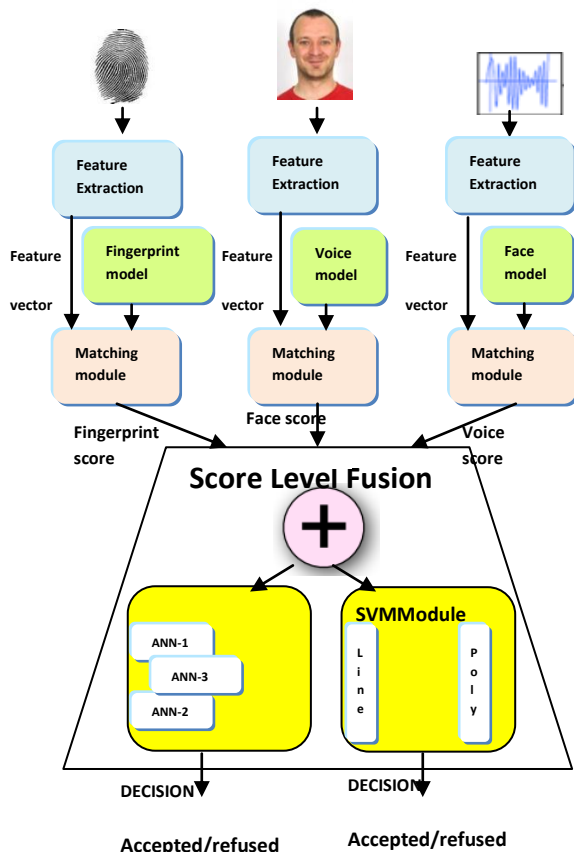 Feature
Extraction
Feature
Extraction
Feature
Extraction
Feature
vector
Fingerprint
model
Feature
vector
Voice
model
Feature
vector
Face
model
Matching
module
Matching
module
Matching
module
Fingerprint
score
Face score
Voice
score
Score Level Fusion
ANN-1
ANN-3
ANN-2
SVMModule
L
i
n
e
P
o
l
y
DECISION
DECISION
Accepted/refused
Accepted/refused